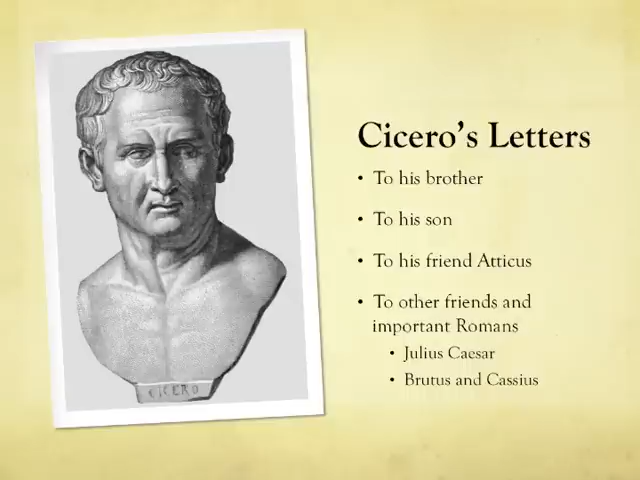 Cicero's Letters
• To his brother
• To his son
• To his friend Atticus
• To other friends and
important Romans
• Julius Caesar
• Brutus and Cassius
CICERO